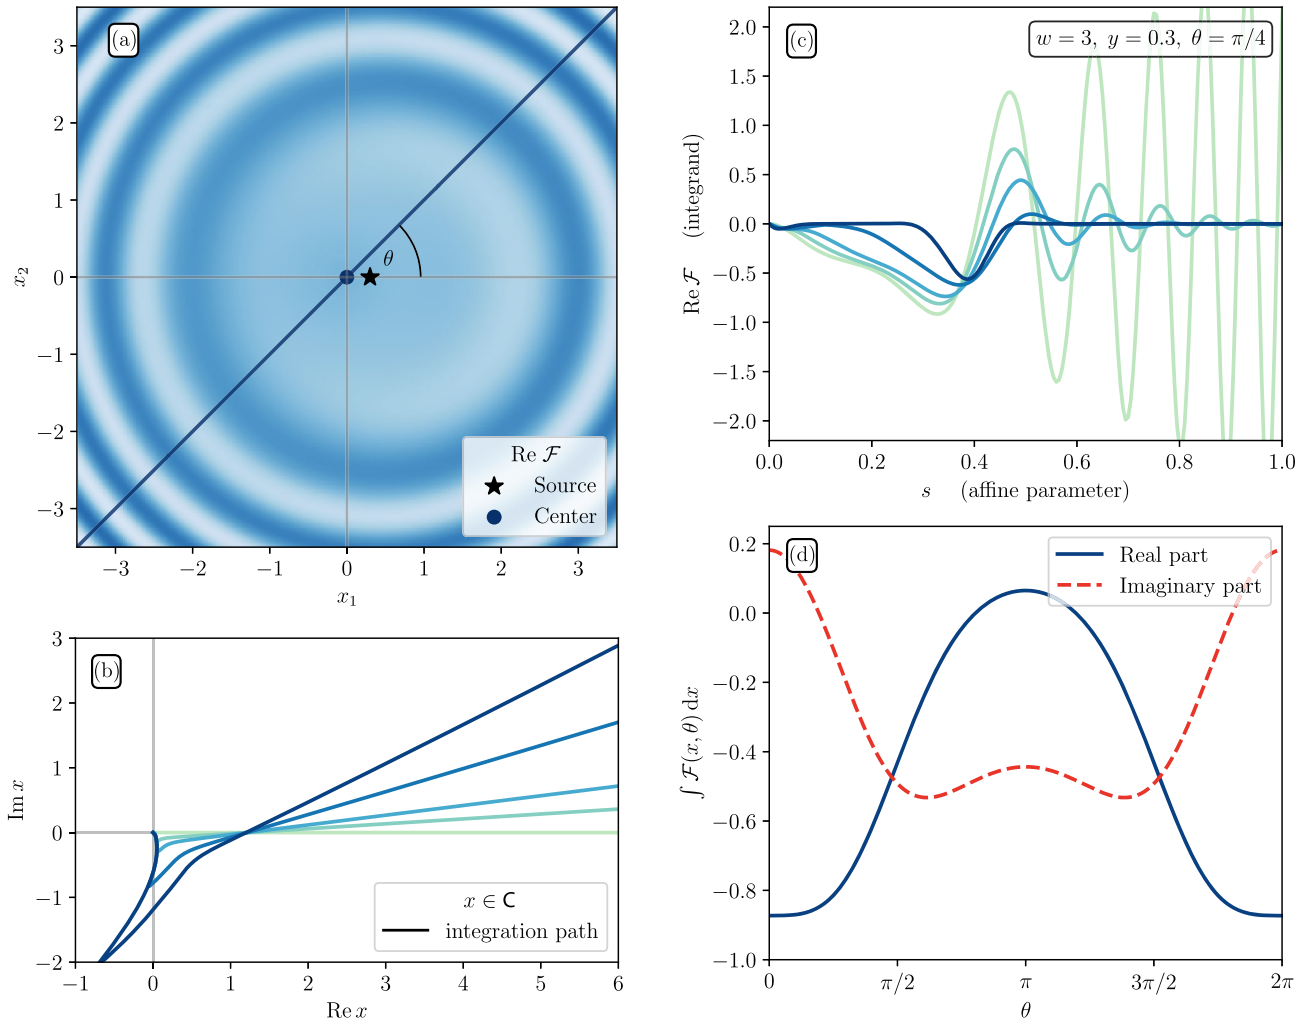 (a)
3
2
1
0
−1
−2
−3
x₂
θ
Re ℱ
Source
Center
−3
−2
−1
0
1
2
3
x₁
(b)
3
2
1
0
−1
−2
Im x
x ∈ C
integration path
−1
0
1
2
3
4
5
6
Re x
(c)
w = 3, y = 0.3, θ = π/4
2.0
1.5
1.0
0.5
0.0
−0.5
−1.0
−1.5
−2.0
Re ℱ (integrand)
0.0
0.2
0.4
0.6
0.8
1.0
s (affine parameter)
(d)
Real part
Imaginary part
0.2
0.0
−0.2
−0.4
−0.6
−0.8
−1.0
∫ ℱ(x, θ) dx
0
π/2
π
3π/2
2π
θ